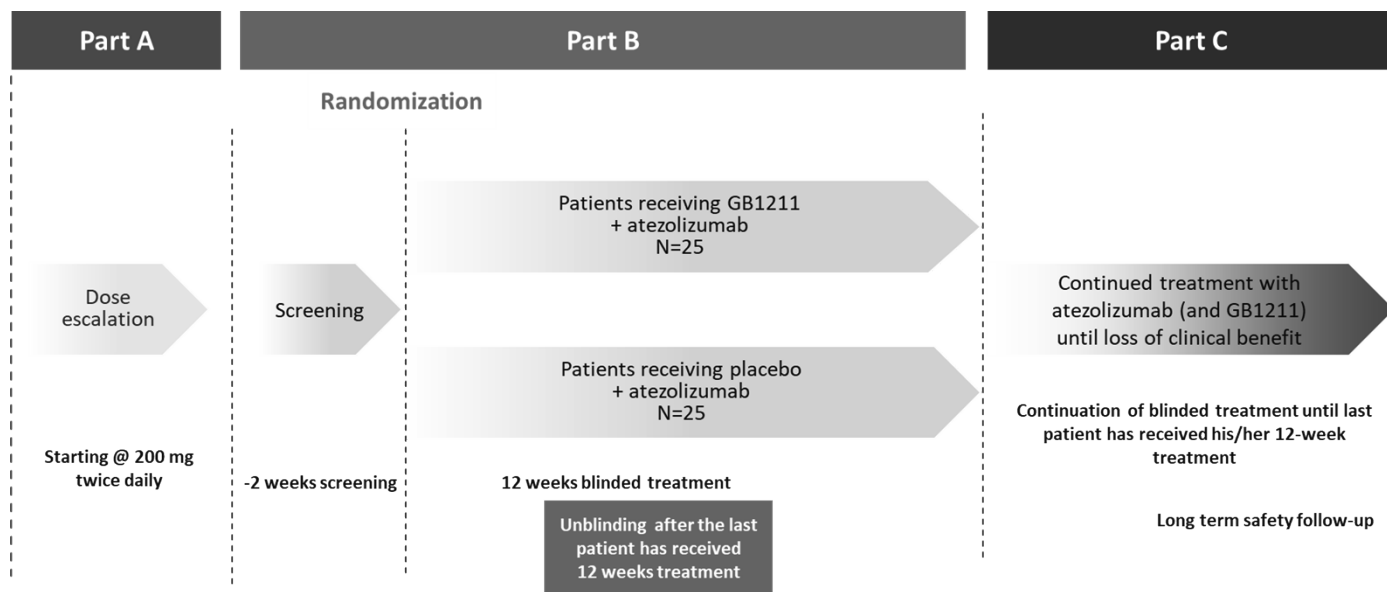 Part A
Part B
Part C
Randomization
Dose
escalation
Starting @ 200 mg
twice daily
Screening
-2 weeks screening
Patients receiving GB1211
+ atezolizumab
N=25
Patients receiving placebo
+ atezolizumab
N=25
12 weeks blinded treatment
Unblinding after the last
patient has received
12 weeks treatment
Continued treatment with
atezolizumab (and GB1211)
until loss of clinical benefit
Continuation of blinded treatment until last
patient has received his/her 12-week
treatment
Long term safety follow-up